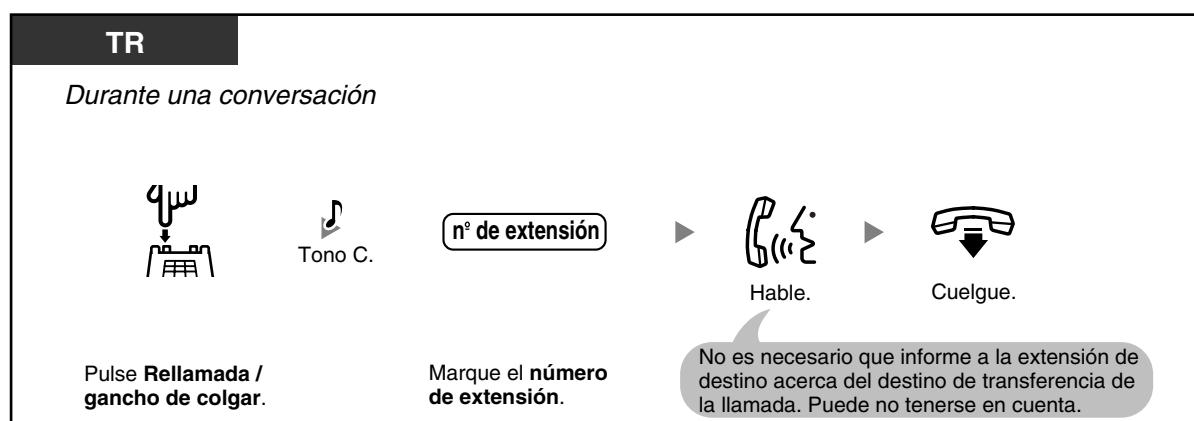 TR
Durante una conversación
Tono C.
nº de extensión
Hable.
Cuelgue.
Pulse Rellamada /
gancho de colgar.
Marque el número
de extensión.
No es necesario que informe a la extensión de
destino acerca del destino de transferencia de
la llamada. Puede no tenerse en cuenta.